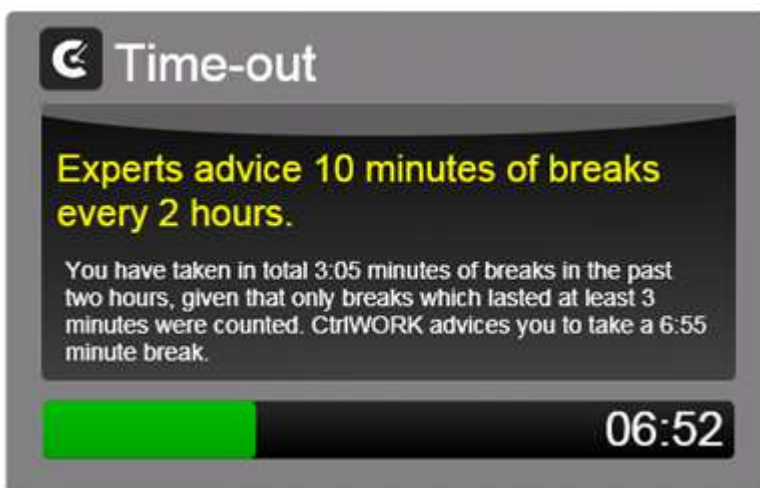 Time-out
Experts advice 10 minutes of breaks
every 2 hours.
You have taken in total 3:05 minutes of breaks in the past
two hours, given that only breaks which lasted at least 3
minutes were counted. CtrlWORK advices you to take a 6:55
minute break.
06:52